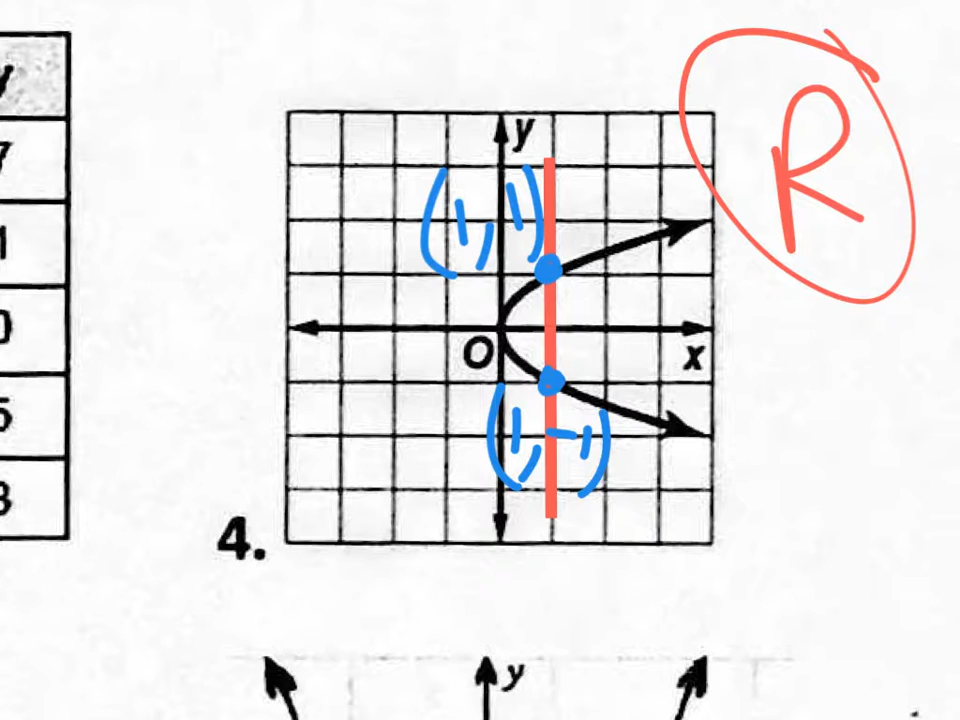 y
7
1
0
5
3
R
y
(1, 1)
O
x
(1, -1)
4.
y